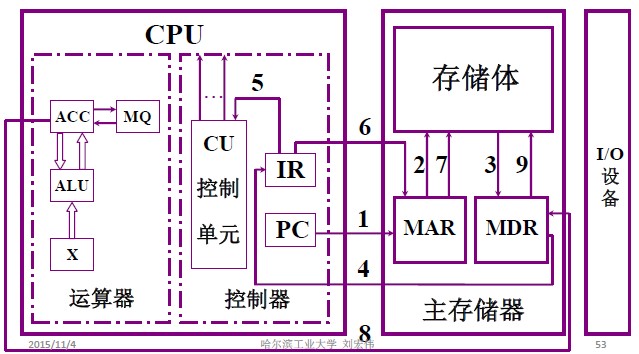 CPU
存储体
5
ACC
MQ
…
CU
控制
单元
6
IR
2
7
3
9
I/O
设备
ALU
PC
1
MAR
MDR
X
4
运算器
控制器
主存储器
8
2015/11/4
哈尔滨工业大学 刘宏伟
53